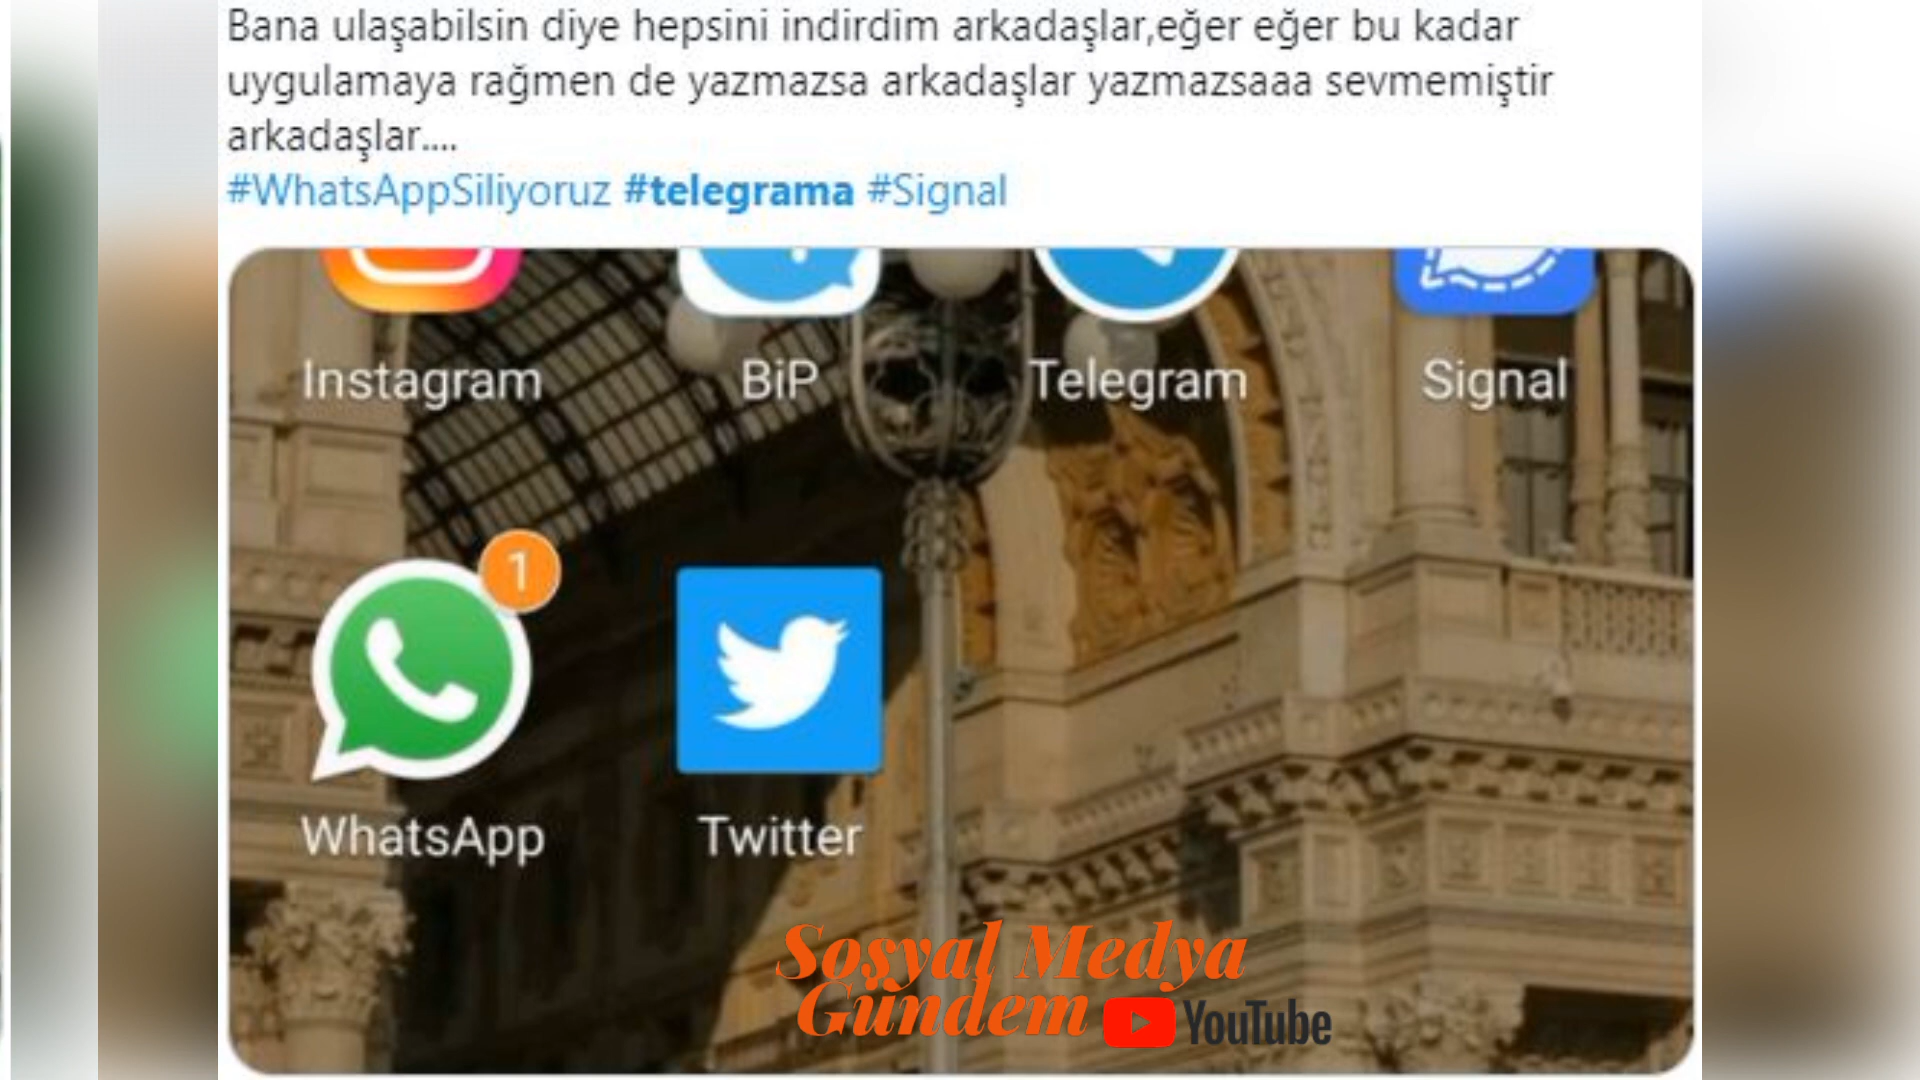 Bana ulaşabilsin diye hepsini indirdim arkadaşlar,eğer eğer bu kadar
uygulamaya rağmen de yazmazsa arkadaşlar yazmazsaaa sevmemiştir
arkadaşlar....
#WhatsAppSiliyoruz #telegrama #Signal
Instagram BiP Telegram Signal
1
WhatsApp Twitter
Sosyal Medya
Gündem YouTube